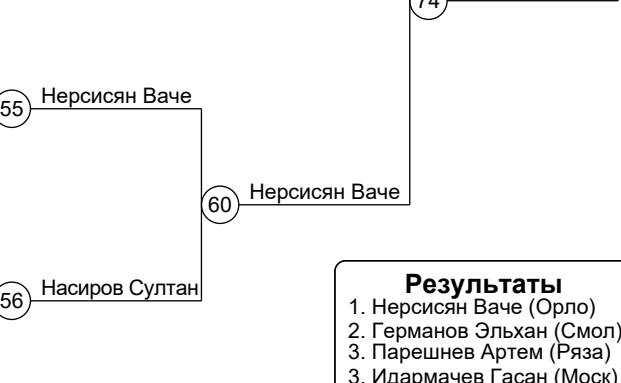 74
55 Нерсисян Ваче
60 Нерсисян Ваче
56 Насиров Султан
Результаты
1. Нерсисян Ваче (Орло)
2. Германов Эльхан (Смол)
3. Парешнев Артем (Ряза)
3. Идармачев Гасан (Моск)